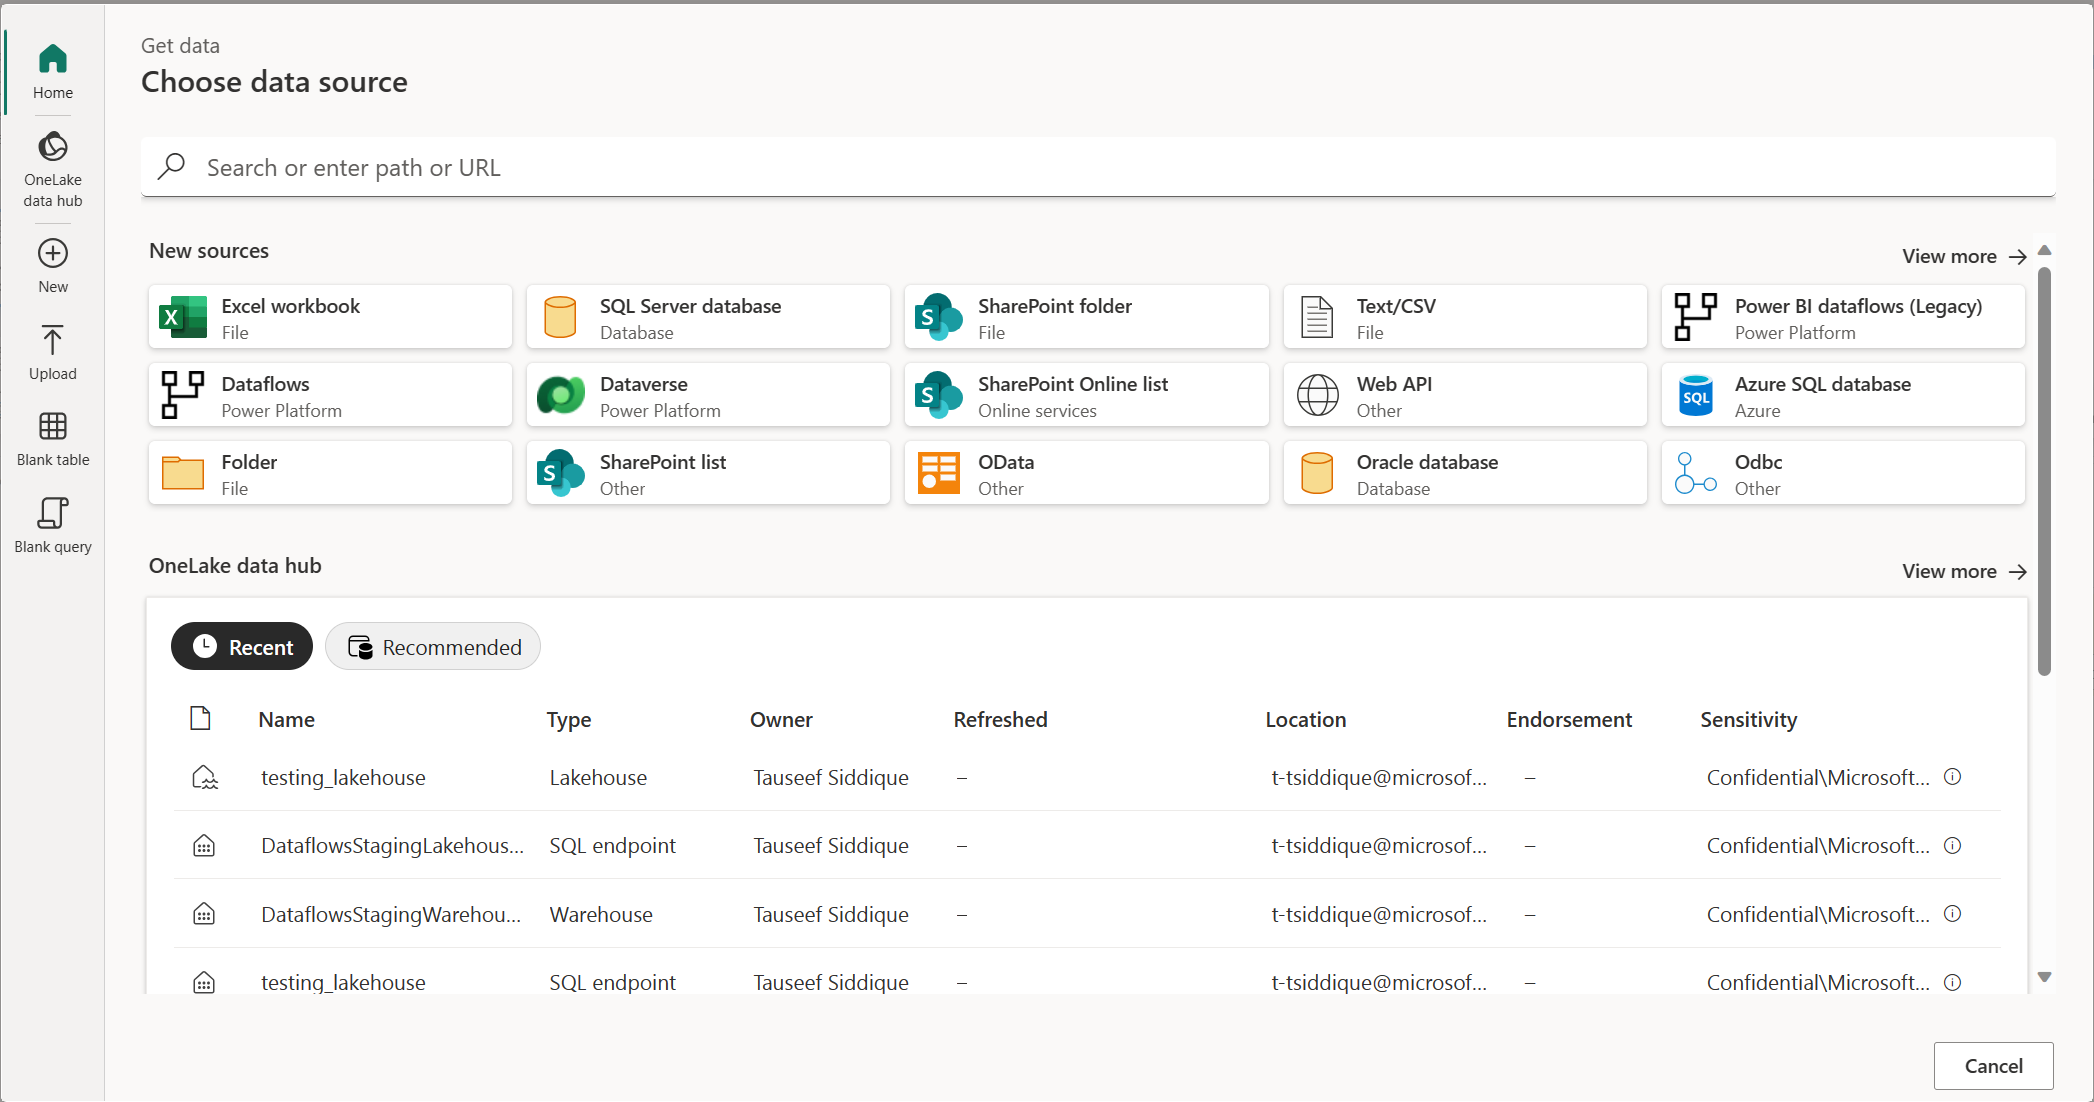 Home
OneLake
data hub
New
Upload
Blank table
Blank query
Get data
Choose data source
Search or enter path or URL
New sources
View more
Excel workbook
File
SQL Server database
Database
SharePoint folder
File
Text/CSV
File
Power BI dataflows (Legacy)
Power Platform
Dataflows
Power Platform
Dataverse
Power Platform
SharePoint Online list
Online services
Web API
Other
Azure SQL database
Azure
Folder
File
SharePoint list
Other
OData
Other
Oracle database
Database
Odbc
Other
OneLake data hub
View more
Recent
Recommended
Name Type Owner Refreshed Location Endorsement Sensitivity
testing_lakehouse Lakehouse Tauseef Siddique – t-tsiddique@microsof... – Confidential\Microsoft...
DataflowsStagingLakehous... SQL endpoint Tauseef Siddique – t-tsiddique@microsof... – Confidential\Microsoft...
DataflowsStagingWarehou... Warehouse Tauseef Siddique – t-tsiddique@microsof... – Confidential\Microsoft...
testing_lakehouse SQL endpoint Tauseef Siddique – t-tsiddique@microsof... – Confidential\Microsoft...
Cancel